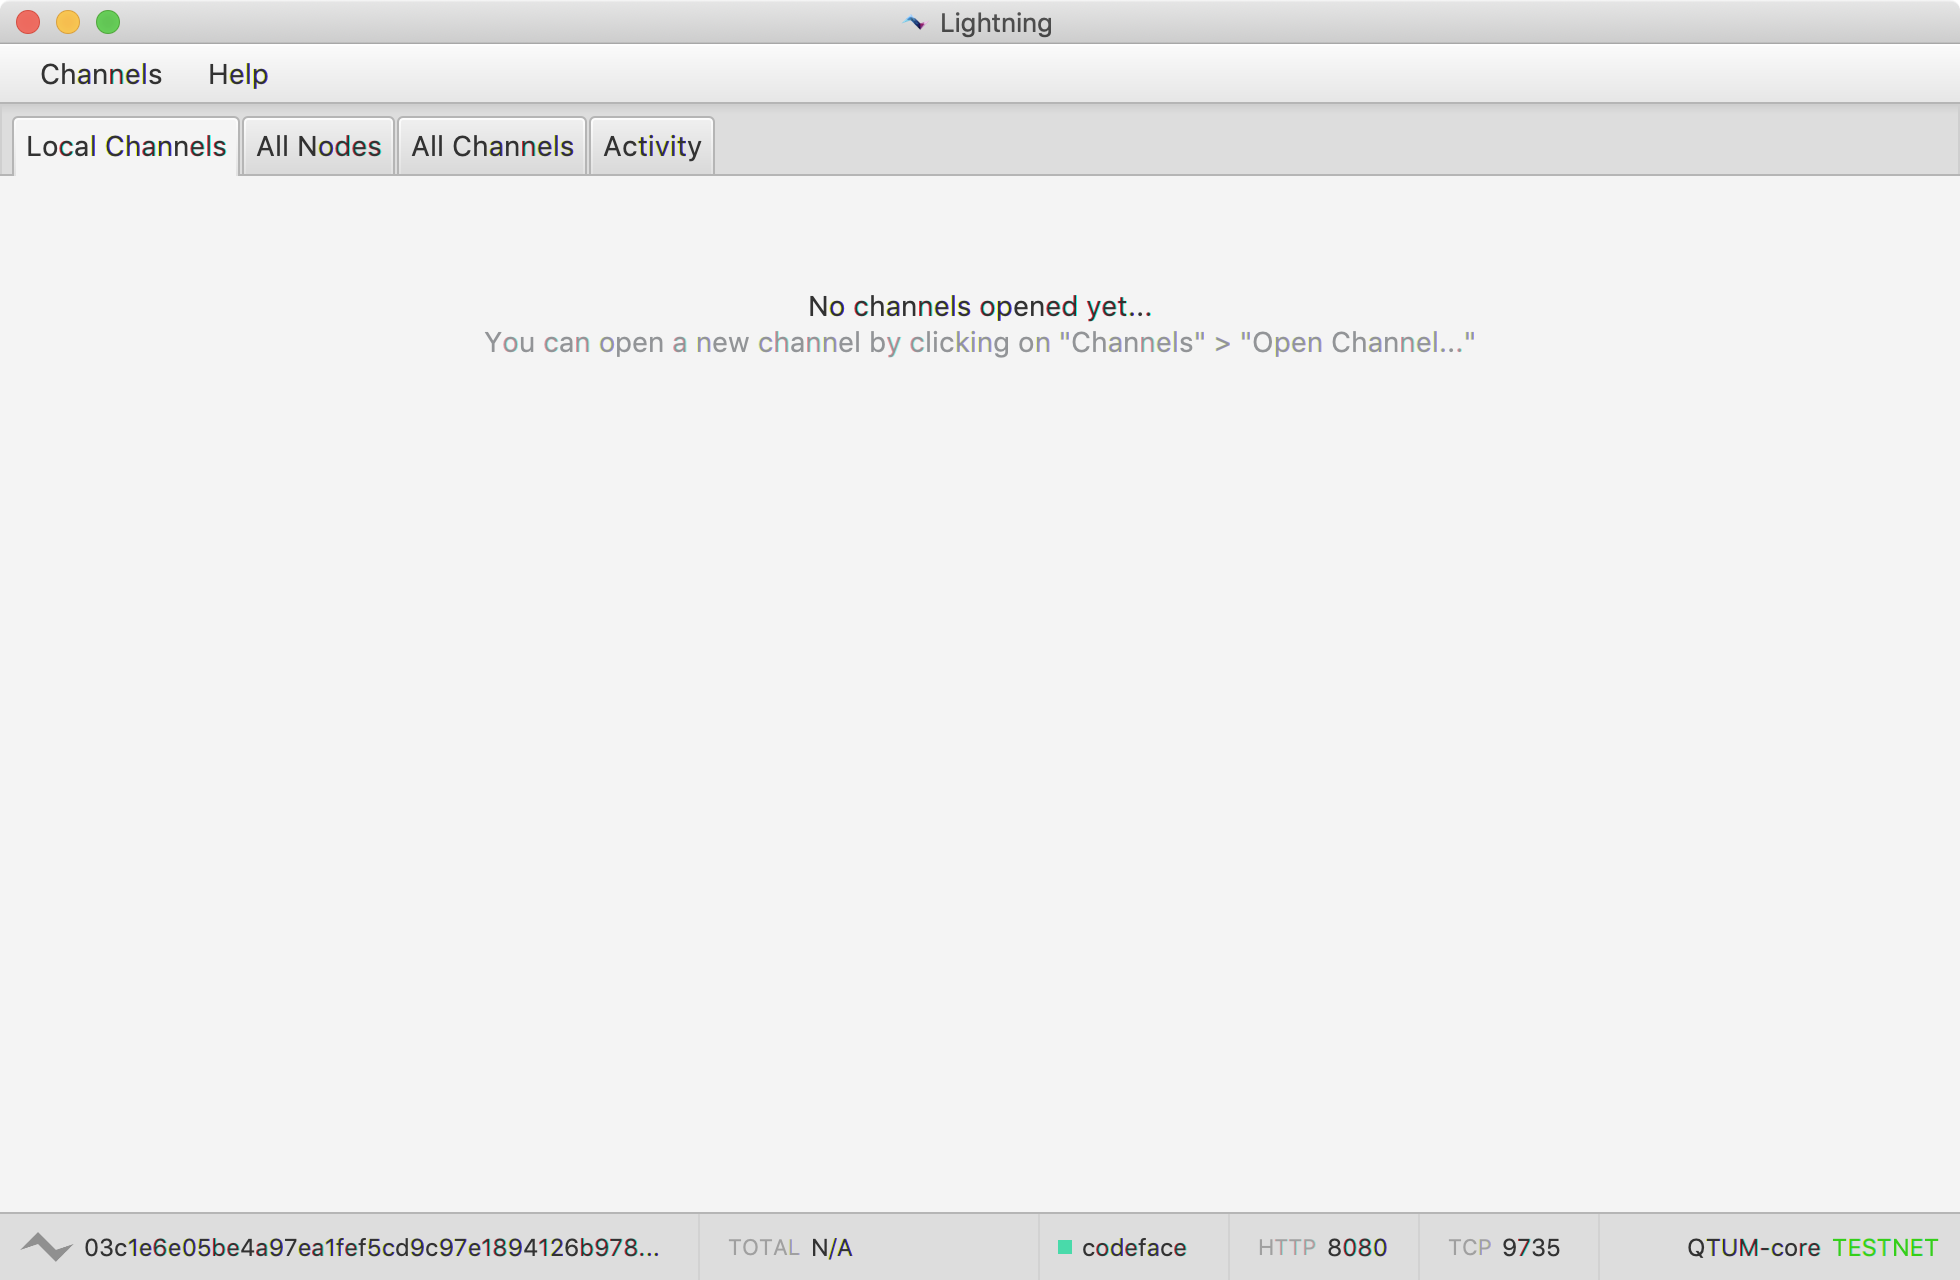 Lightning
Channels Help
Local Channels All Nodes All Channels Activity
No channels opened yet...
You can open a new channel by clicking on "Channels" > "Open Channel..."
03c1e6e05be4a97ea1fef5cd9c97e1894126b978... TOTAL N/A codeface HTTP 8080 TCP 9735 QTUM-core TESTNET